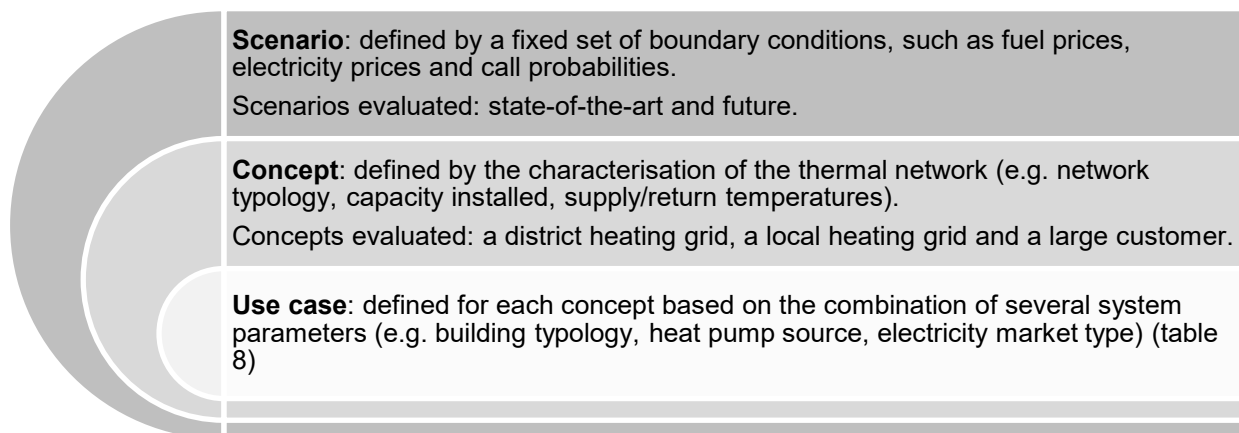 Scenario: defined by a fixed set of boundary conditions, such as fuel prices,
electricity prices and call probabilities.
Scenarios evaluated: state-of-the-art and future.
Concept: defined by the characterisation of the thermal network (e.g. network
typology, capacity installed, supply/return temperatures).
Concepts evaluated: a district heating grid, a local heating grid and a large customer.
Use case: defined for each concept based on the combination of several system
parameters (e.g. building typology, heat pump source, electricity market type) (table
8)